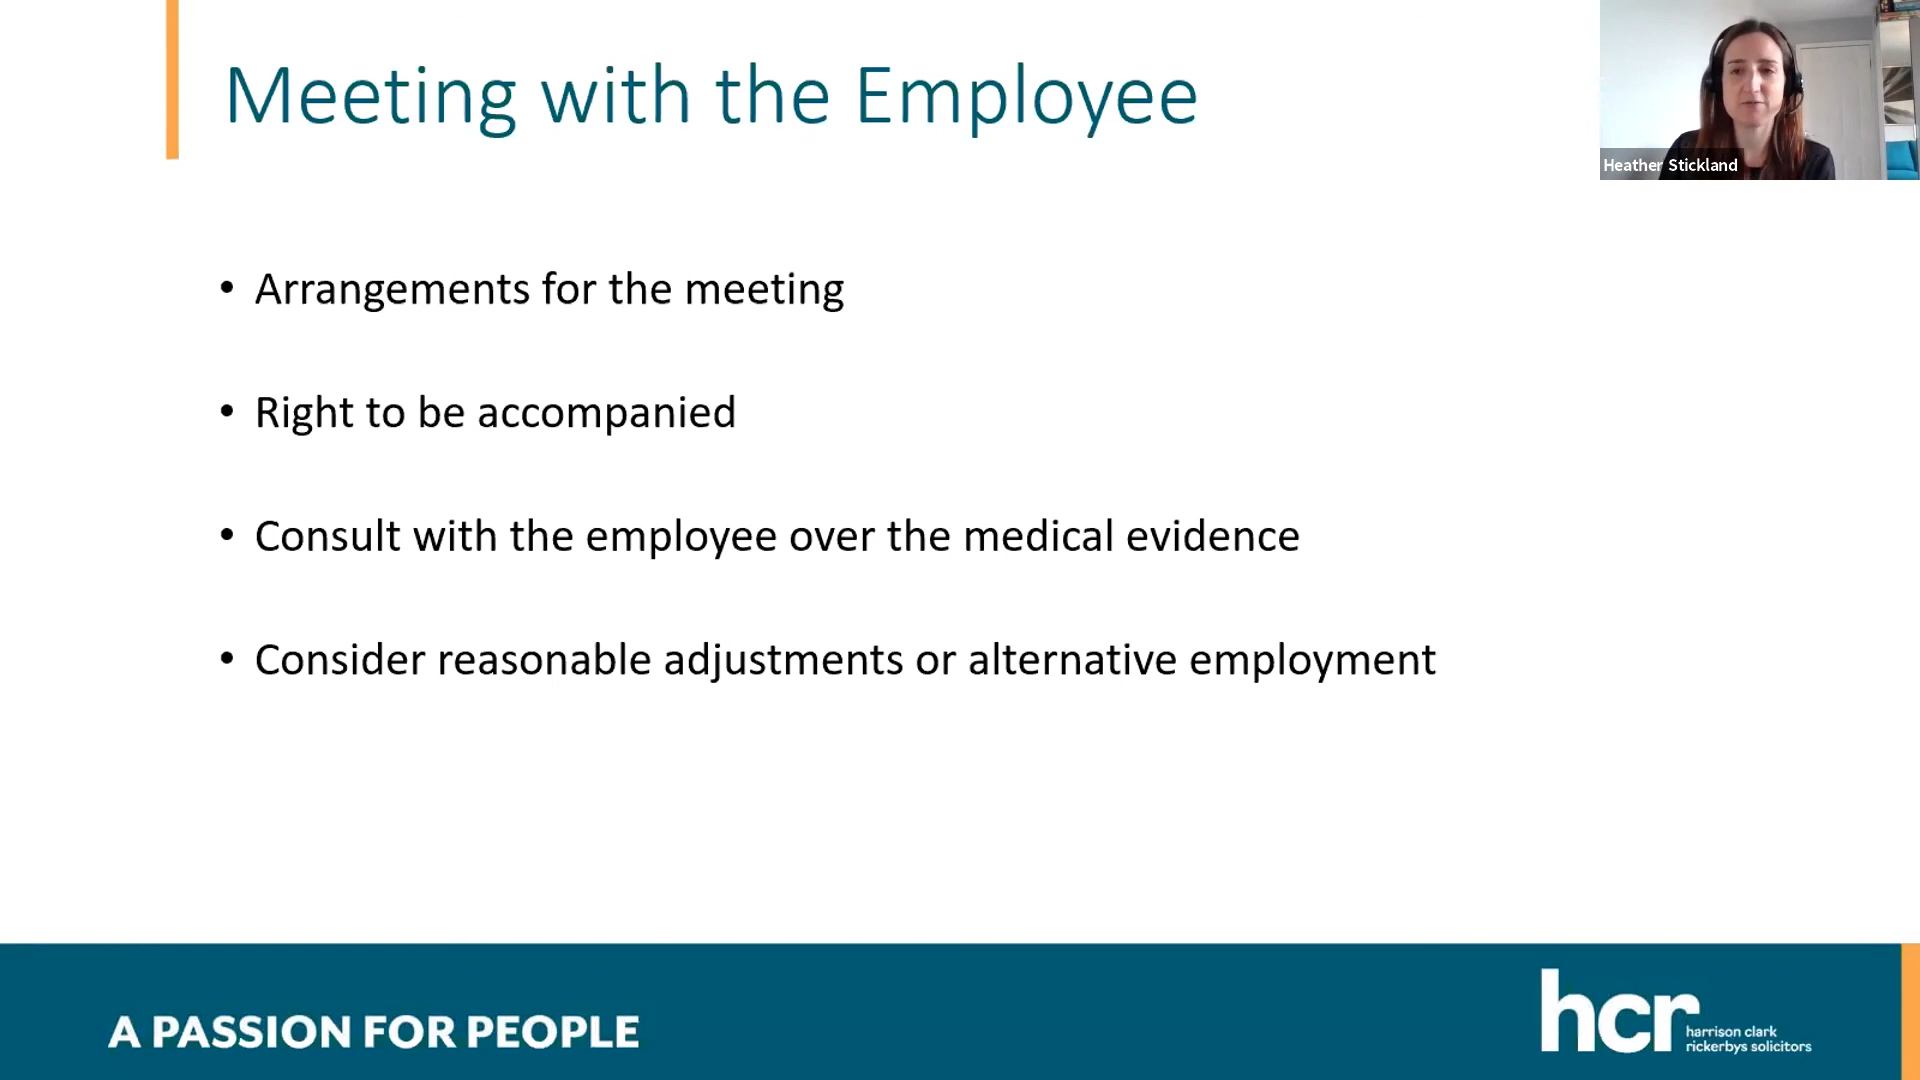 Meeting with the Employee
Heather Stickland
• Arrangements for the meeting
• Right to be accompanied
• Consult with the employee over the medical evidence
• Consider reasonable adjustments or alternative employment
A PASSION FOR PEOPLE
hcr
harrison clark
rickerbys solicitors